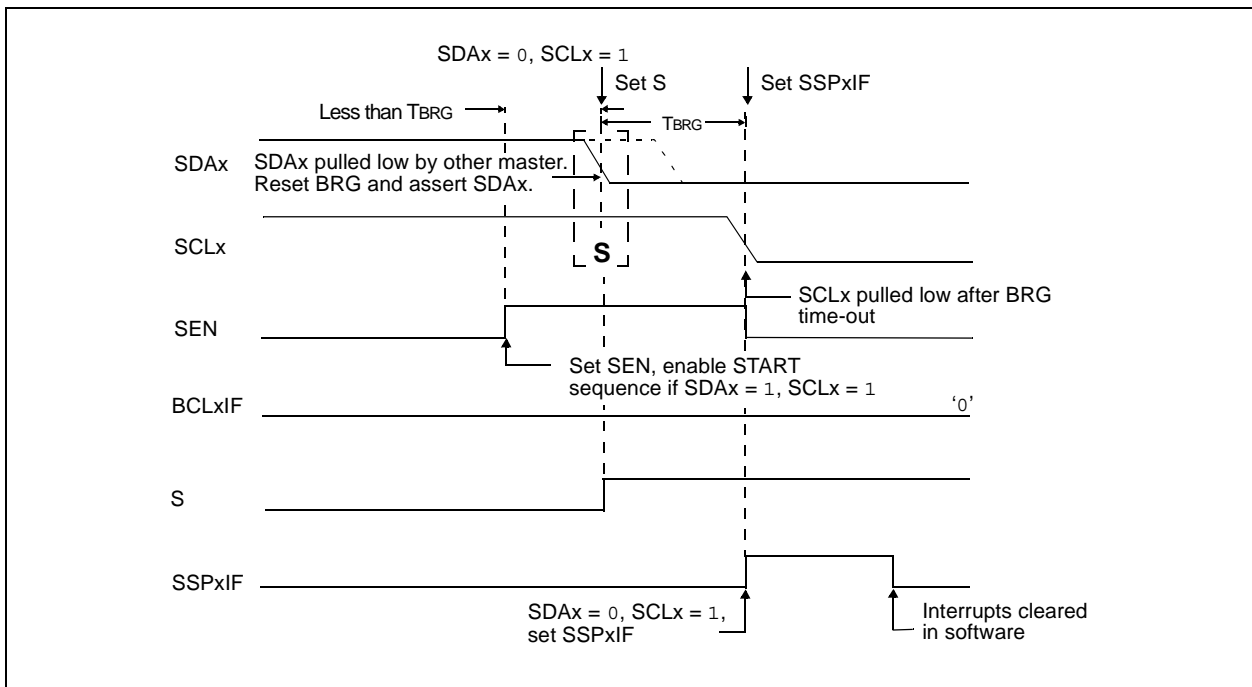 SDAx = 0, SCLx = 1
Set S
Set SSPxIF
Less than TBRG
TBRG
SDAx
SDAx pulled low by other master.
Reset BRG and assert SDAx.
SCLx
S
SCLx pulled low after BRG
time-out
SEN
Set SEN, enable START
sequence if SDAx = 1, SCLx = 1
BCLxIF
‘0’
S
SSPxIF
SDAx = 0, SCLx = 1,
set SSPxIF
Interrupts cleared
in software